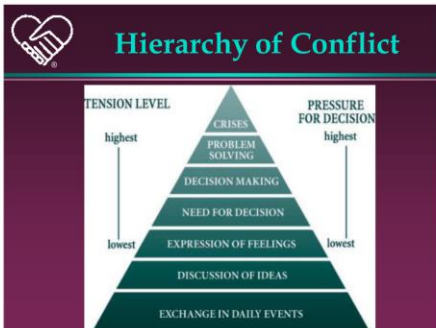 Hierarchy of Conflict
®
TENSION LEVEL
highest
lowest
PRESSURE
FOR DECISION
highest
lowest
CRISES
PROBLEM
SOLVING
DECISION MAKING
NEED FOR DECISION
EXPRESSION OF FEELINGS
DISCUSSION OF IDEAS
EXCHANGE IN DAILY EVENTS